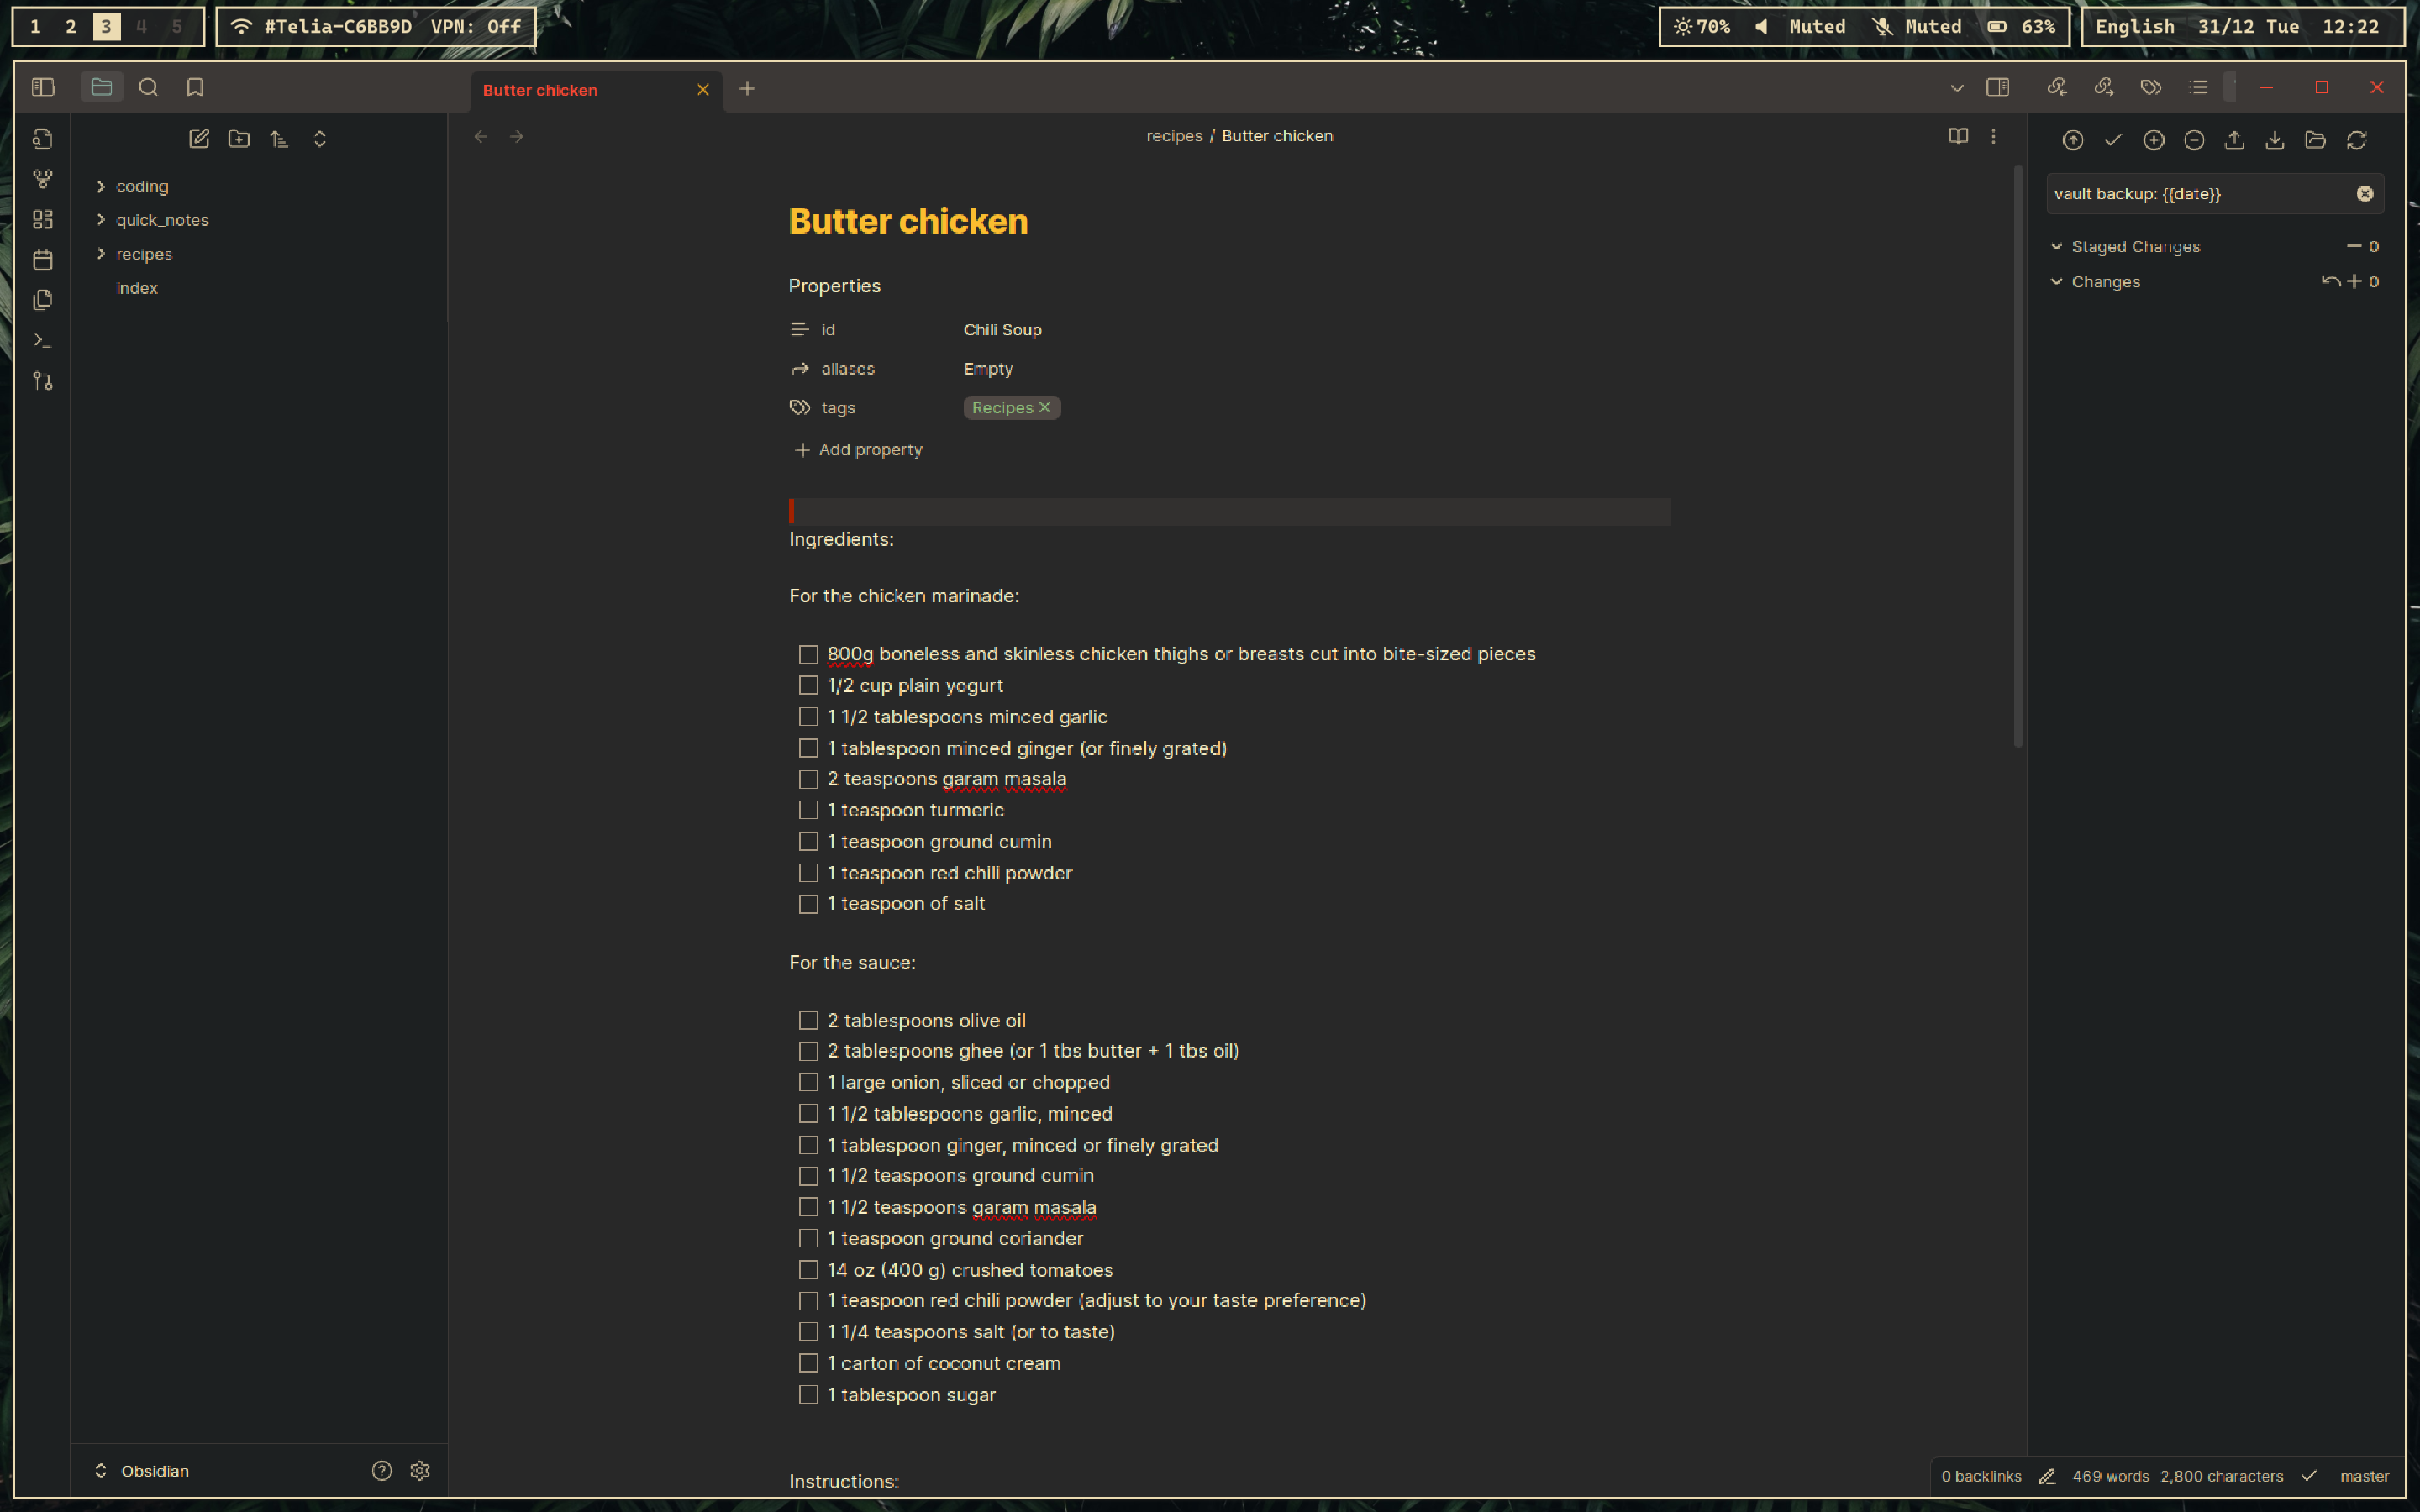 1 2 3 4 5 #Telia-C6BB9D VPN: Off 70% Muted Muted 63% English 31/12 Tue 12:22
Butter chicken
recipes / Butter chicken
coding
quick_notes
recipes
index
Butter chicken
Properties
id Chili Soup
aliases Empty
tags Recipes
Add property
Ingredients:
For the chicken marinade:
800g boneless and skinless chicken thighs or breasts cut into bite-sized pieces
1/2 cup plain yogurt
1 1/2 tablespoons minced garlic
1 tablespoon minced ginger (or finely grated)
2 teaspoons garam masala
1 teaspoon turmeric
1 teaspoon ground cumin
1 teaspoon red chili powder
1 teaspoon of salt
For the sauce:
2 tablespoons olive oil
2 tablespoons ghee (or 1 tbs butter + 1 tbs oil)
1 large onion, sliced or chopped
1 1/2 tablespoons garlic, minced
1 tablespoon ginger, minced or finely grated
1 1/2 teaspoons ground cumin
1 1/2 teaspoons garam masala
1 teaspoon ground coriander
14 oz (400 g) crushed tomatoes
1 teaspoon red chili powder (adjust to your taste preference)
1 1/4 teaspoons salt (or to taste)
1 carton of coconut cream
1 tablespoon sugar
Instructions:
vault backup: {{date}}
Staged Changes 0
Changes 0
Obsidian
0 backlinks 469 words 2,800 characters master